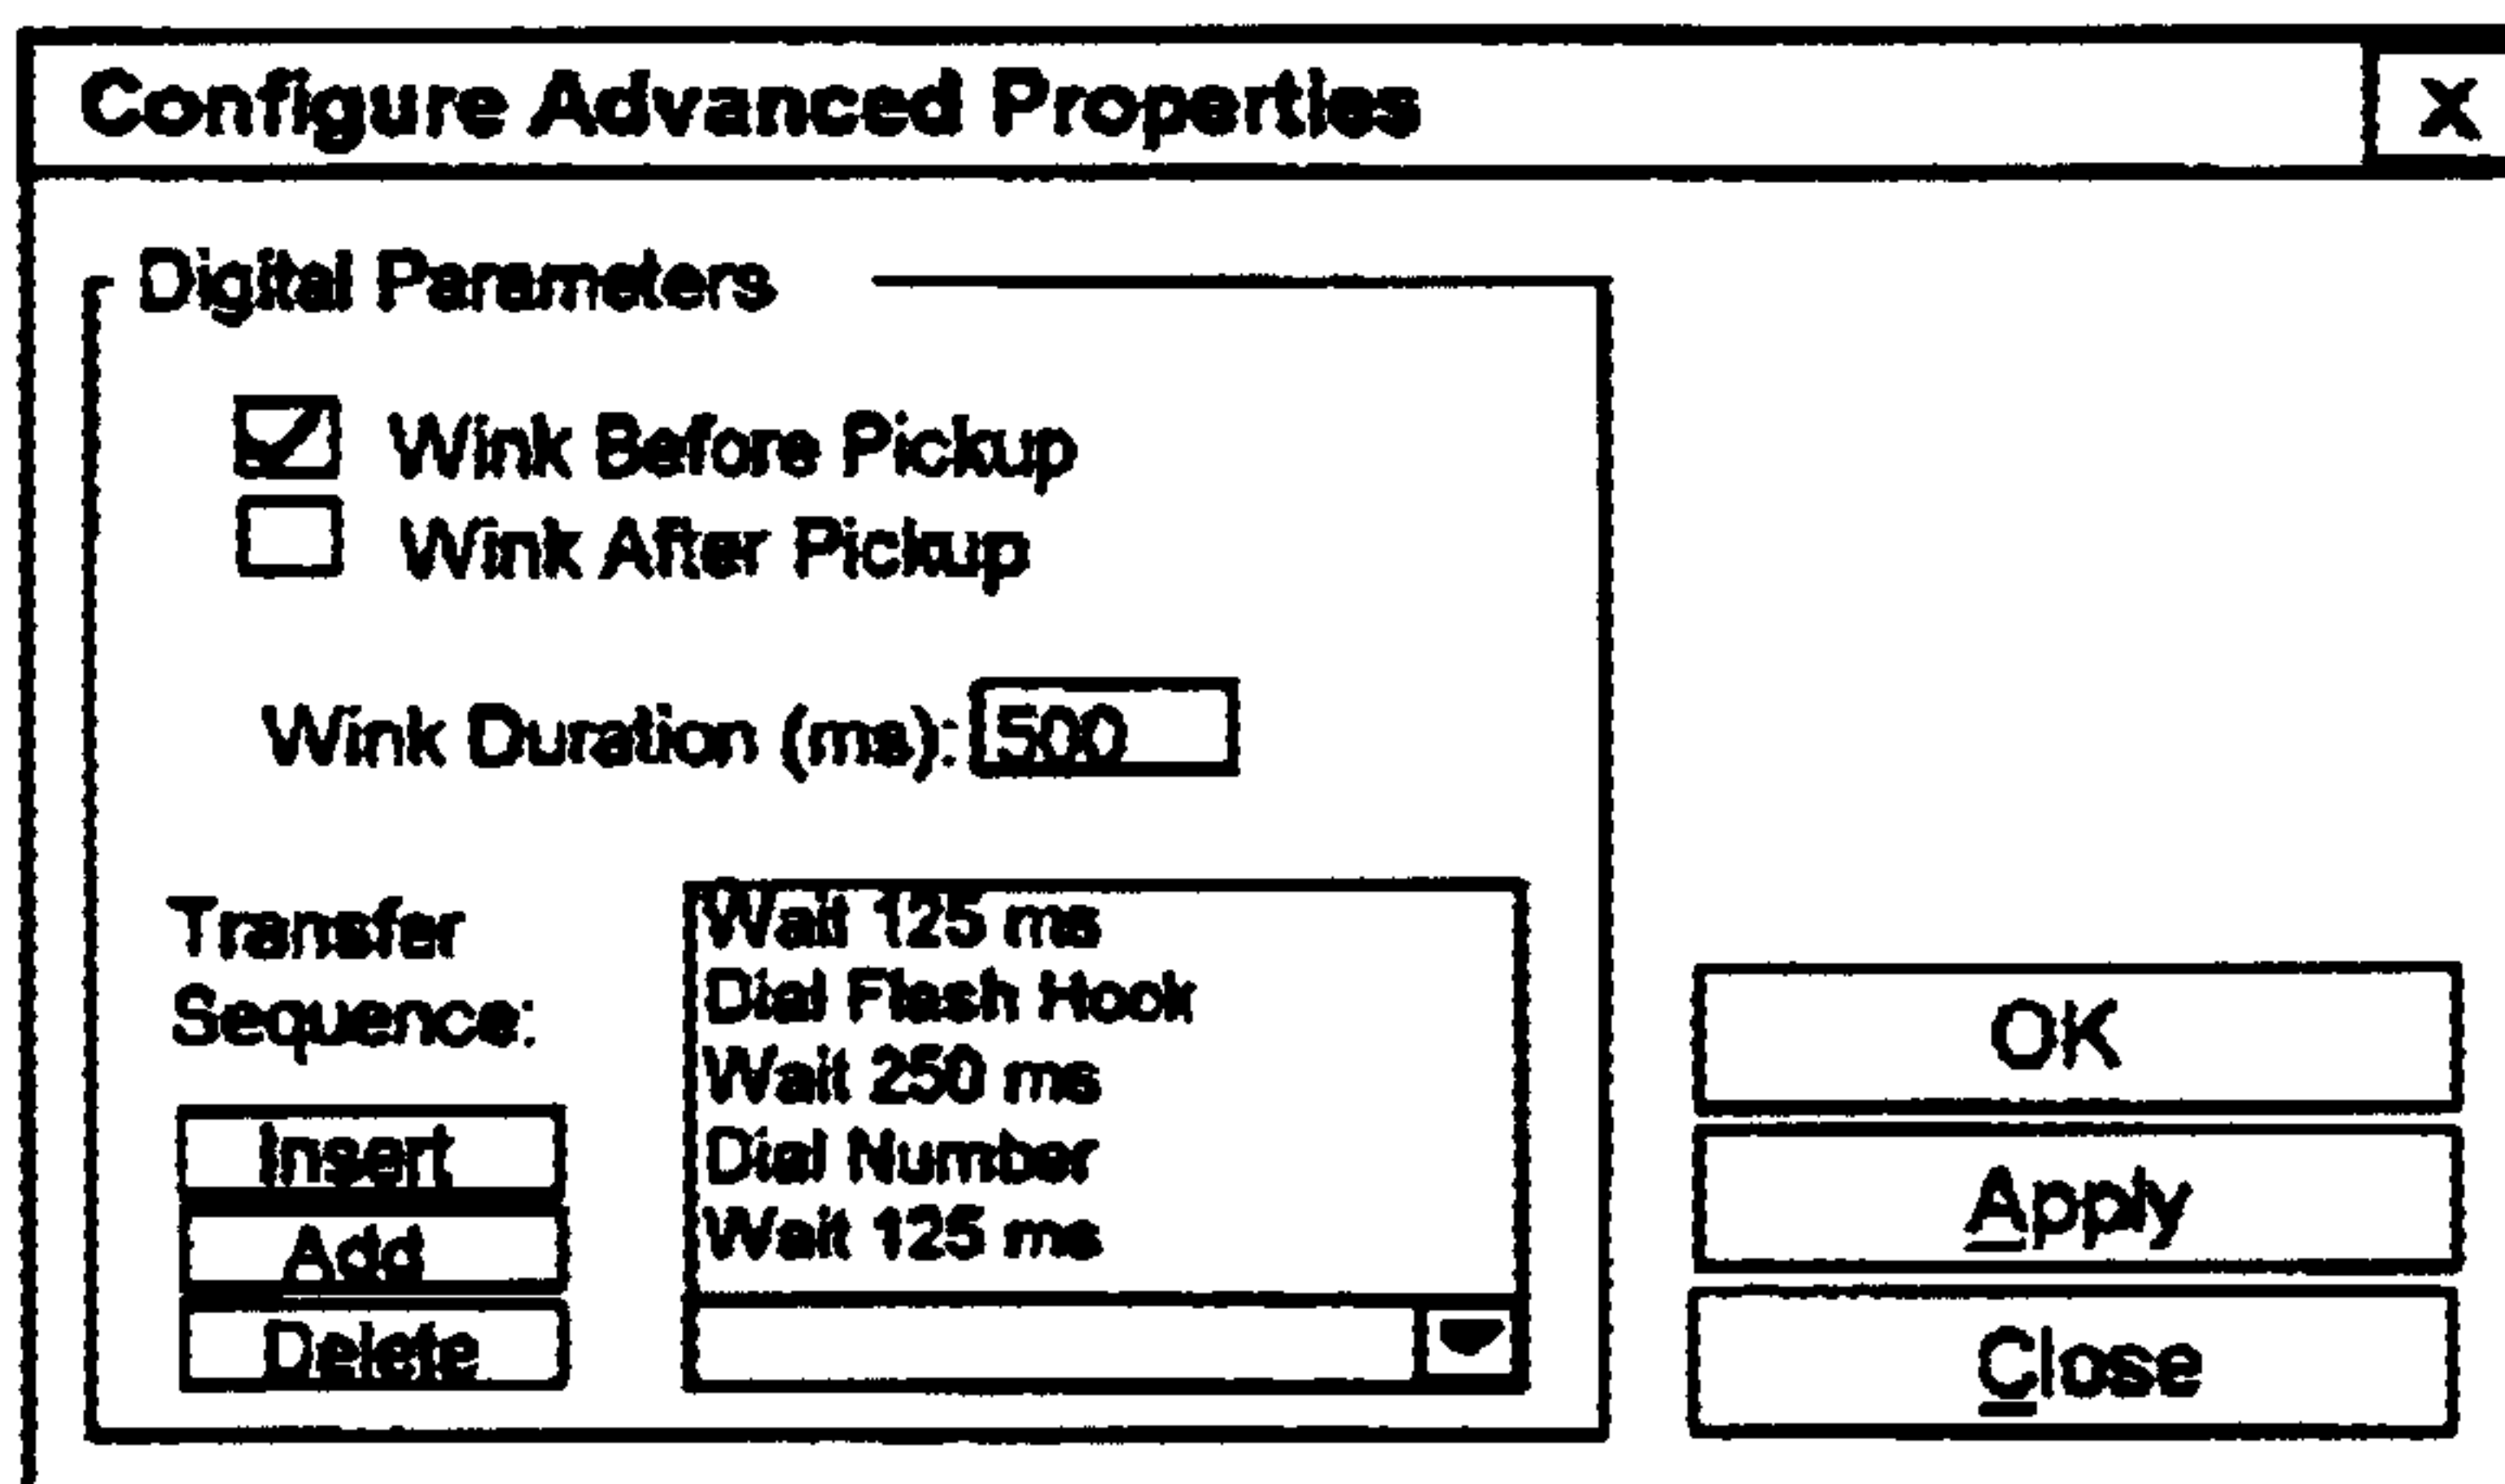 Configure Advanced Properties X
Digital Parameters
Wink Before Pickup
Wink After Pickup
Wink Duration (ms): 500
Transfer
Sequence:
Wait 125 ms
Dial Flash Hook
Wait 250 ms
Dial Number
Wait 125 ms
Insert
Add
Delete
OK
Apply
Close